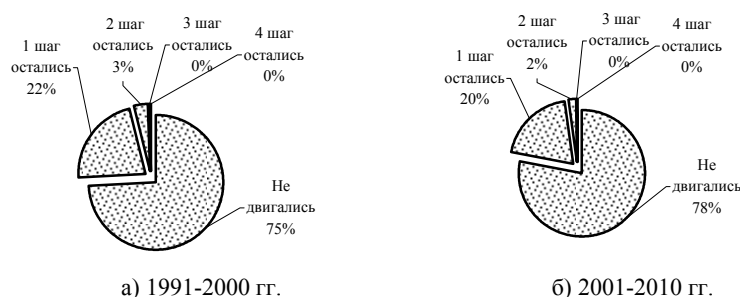 1 шаг
остались
22%
2 шаг
остались
3%
3 шаг
остались
0%
4 шаг
остались
0%
Не
двигались
75%
а) 1991-2000 гг.
1 шаг
остались
20%
2 шаг
остались
2%
3 шаг
остались
0%
4 шаг
остались
0%
Не
двигались
78%
б) 2001-2010 гг.